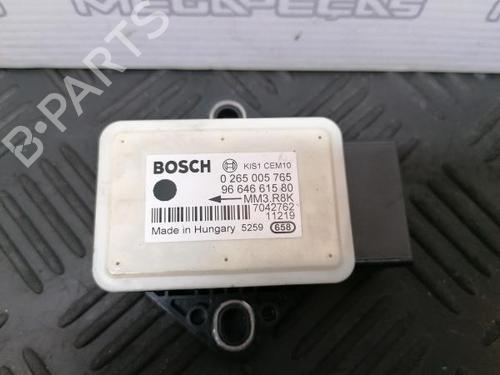 MEGAPEÇAS
B-PARTS
BOSCH KIS1 CEM10
0 265 005 765
96 646 615 80
MM3.R8K
7042762
11219
Made in Hungary 5259 658